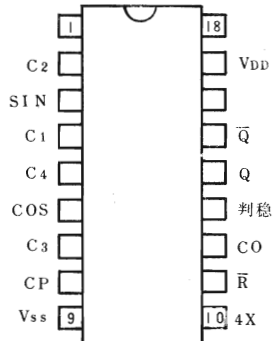 1 18
C2 VDD
SIN
C1 Q̅
C4 Q
COS 判稳
C3 CO
CP R̅
Vss 9 10 4X